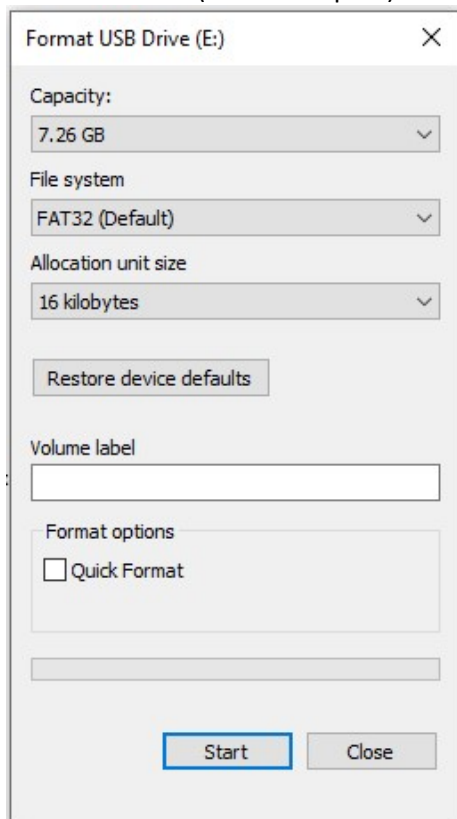 Format USB Drive (E:)
Capacity:
7.26 GB
File system
FAT32 (Default)
Allocation unit size
16 kilobytes
Restore device defaults
Volume label
Format options
Quick Format
Start Close